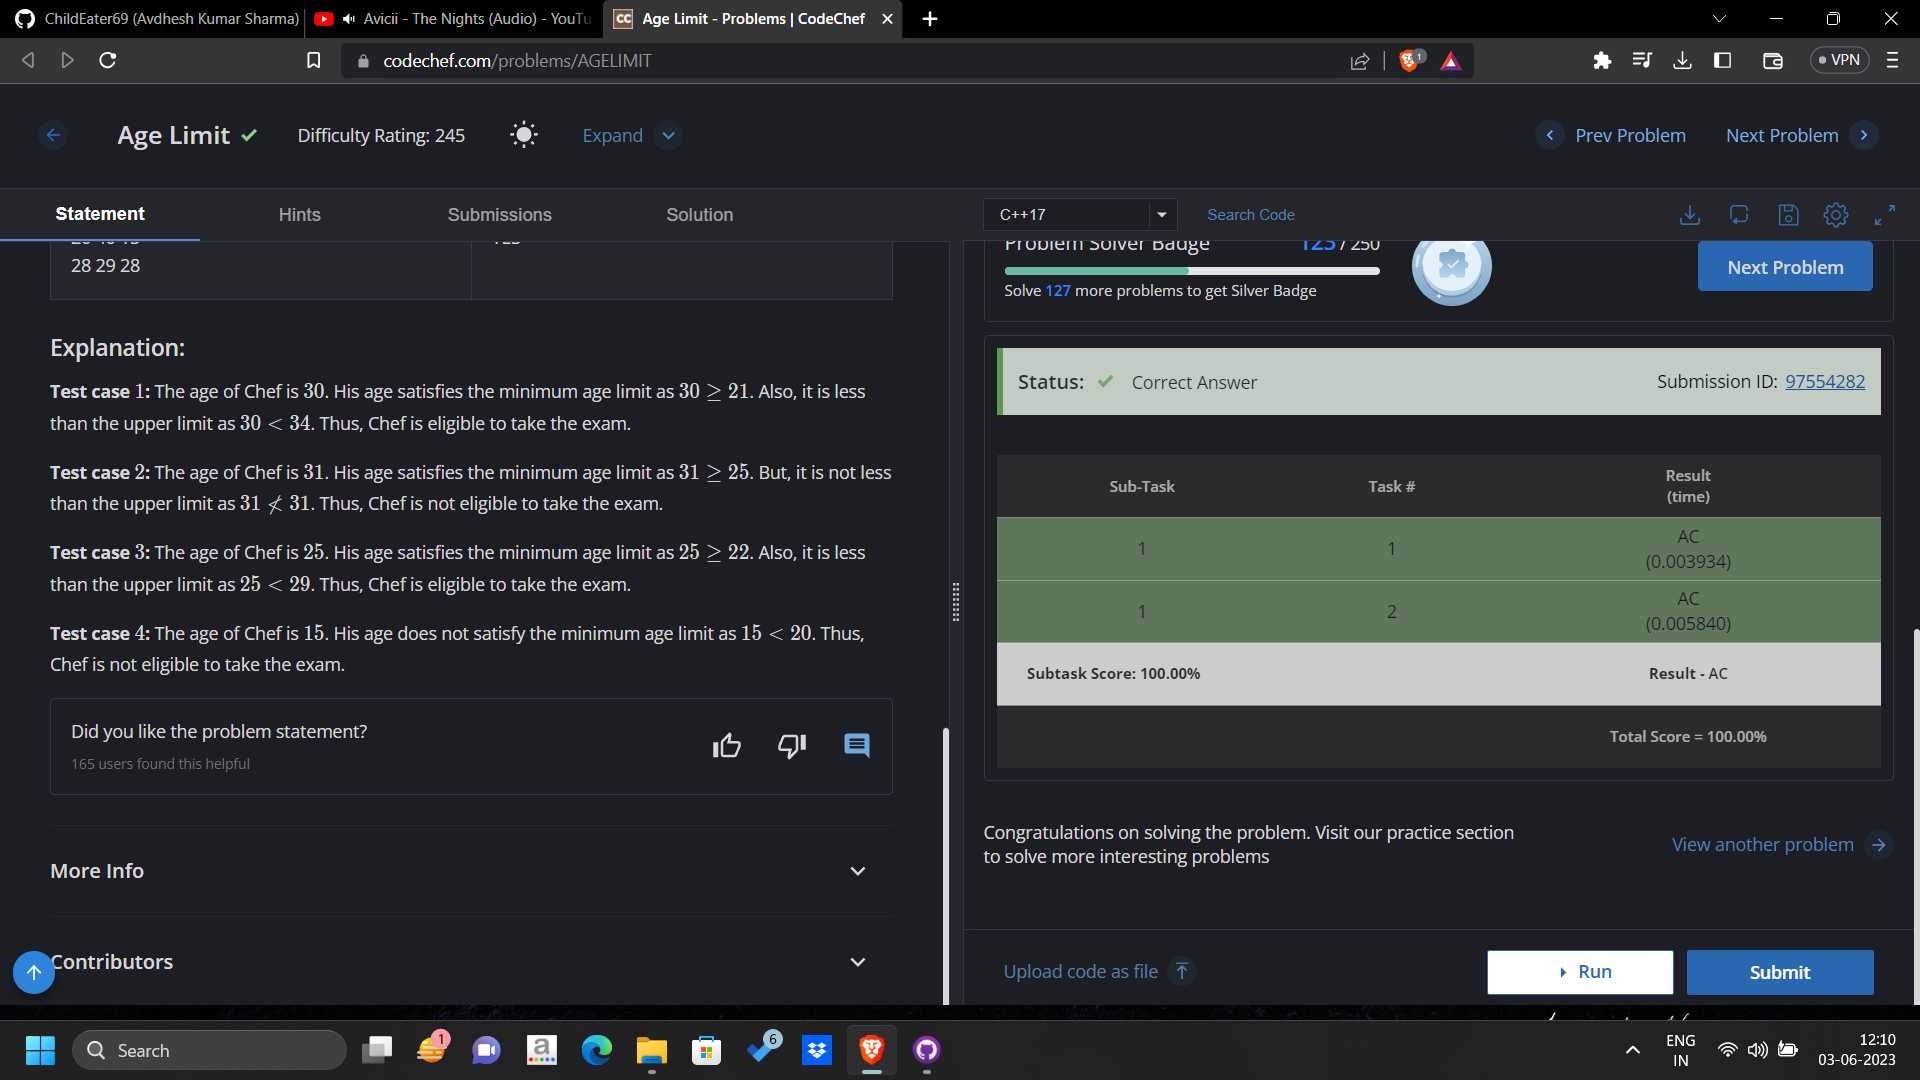 ChildEater69 (Avdhesh Kumar Sharma)
Avicii - The Nights (Audio) - YouTu
Age Limit - Problems | CodeChef
codechef.com/problems/AGELIMIT
1
VPN
Age Limit
Difficulty Rating: 245
Expand
Prev Problem
Next Problem
Statement
Hints
Submissions
Solution
C++17
Search Code
28 29 28
Explanation:
Test case 1: The age of Chef is 30. His age satisfies the minimum age limit as 30 ≥ 21. Also, it is less
than the upper limit as 30 < 34. Thus, Chef is eligible to take the exam.
Test case 2: The age of Chef is 31. His age satisfies the minimum age limit as 31 ≥ 25. But, it is not less
than the upper limit as 31 ≮ 31. Thus, Chef is not eligible to take the exam.
Test case 3: The age of Chef is 25. His age satisfies the minimum age limit as 25 ≥ 22. Also, it is less
than the upper limit as 25 < 29. Thus, Chef is eligible to take the exam.
Test case 4: The age of Chef is 15. His age does not satisfy the minimum age limit as 15 < 20. Thus,
Chef is not eligible to take the exam.
Did you like the problem statement?
165 users found this helpful
More Info
Contributors
Problem Solver Badge 123 / 250
Solve 127 more problems to get Silver Badge
Next Problem
Status: Correct Answer
Submission ID: 97554282
Sub-Task Task # Result
(time)
1 1 AC
(0.003934)
1 2 AC
(0.005840)
Subtask Score: 100.00% Result - AC
Total Score = 100.00%
Congratulations on solving the problem. Visit our practice section
to solve more interesting problems
View another problem
Upload code as file
Run
Submit
Search
1
a
6
ENG
IN
12:10
03-06-2023